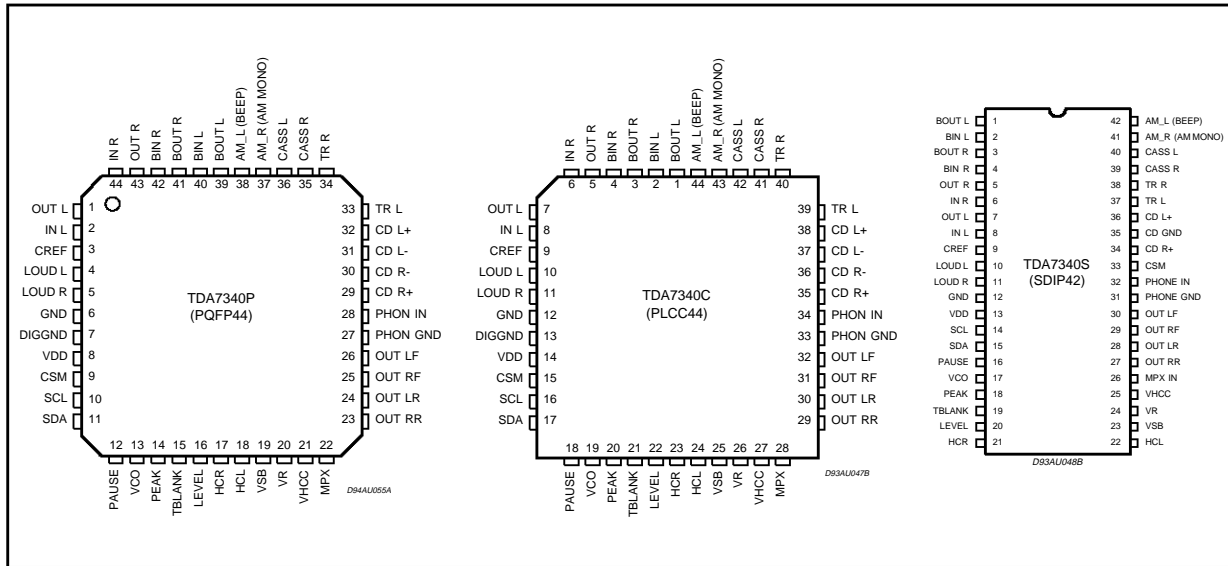 IN R
OUT R
BIN R
BOUT R
BIN L
BOUT L
AM_L (BEEP)
AM_R (AM MONO)
CASS L
CASS R
TR R
44 43 42 41 40 39 38 37 36 35 34
OUT L 1
IN L 2
CREF 3
LOUD L 4
LOUD R 5
GND 6
DIGGND 7
VDD 8
CSM 9
SCL 10
SDA 11
TDA7340P
(PQFP44)
33 TR L
32 CD L+
31 CD L-
30 CD R-
29 CD R+
28 PHON IN
27 PHON GND
26 OUT LF
25 OUT RF
24 OUT LR
23 OUT RR
12 13 14 15 16 17 18 19 20 21 22
PAUSE
VCO
PEAK
TBLANK
LEVEL
HCR
HCL
VSB
VR
VHCC
MPX
D94AU055A
IN R
OUT R
BIN R
BOUT R
BIN L
BOUT L
AM_L (BEEP)
AM_R (AM MONO)
CASS L
CASS R
TR R
6 5 4 3 2 1 44 43 42 41 40
OUT L 7
IN L 8
CREF 9
LOUD L 10
LOUD R 11
GND 12
DIGGND 13
VDD 14
CSM 15
SCL 16
SDA 17
TDA7340C
(PLCC44)
39 TR L
38 CD L+
37 CD L-
36 CD R-
35 CD R+
34 PHON IN
33 PHON GND
32 OUT LF
31 OUT RF
30 OUT LR
29 OUT RR
18 19 20 21 22 23 24 25 26 27 28
PAUSE
VCO
PEAK
TBLANK
LEVEL
HCR
HCL
VSB
VR
VHCC
MPX
D93AU047B
BOUT L 1
BIN L 2
BOUT R 3
BIN R 4
OUT R 5
IN R 6
OUT L 7
IN L 8
CREF 9
LOUD L 10
LOUD R 11
GND 12
VDD 13
SCL 14
SDA 15
PAUSE 16
VCO 17
PEAK 18
TBLANK 19
LEVEL 20
HCR 21
TDA7340S
(SDIP42)
42 AM_L (BEEP)
41 AM_R (AM MONO)
40 CASS L
39 CASS R
38 TR R
37 TR L
36 CD L+
35 CD GND
34 CD R+
33 CSM
32 PHONE IN
31 PHONE GND
30 OUT LF
29 OUT RF
28 OUT LR
27 OUT RR
26 MPX IN
25 VHCC
24 VR
23 VSB
22 HCL
D93AU048B